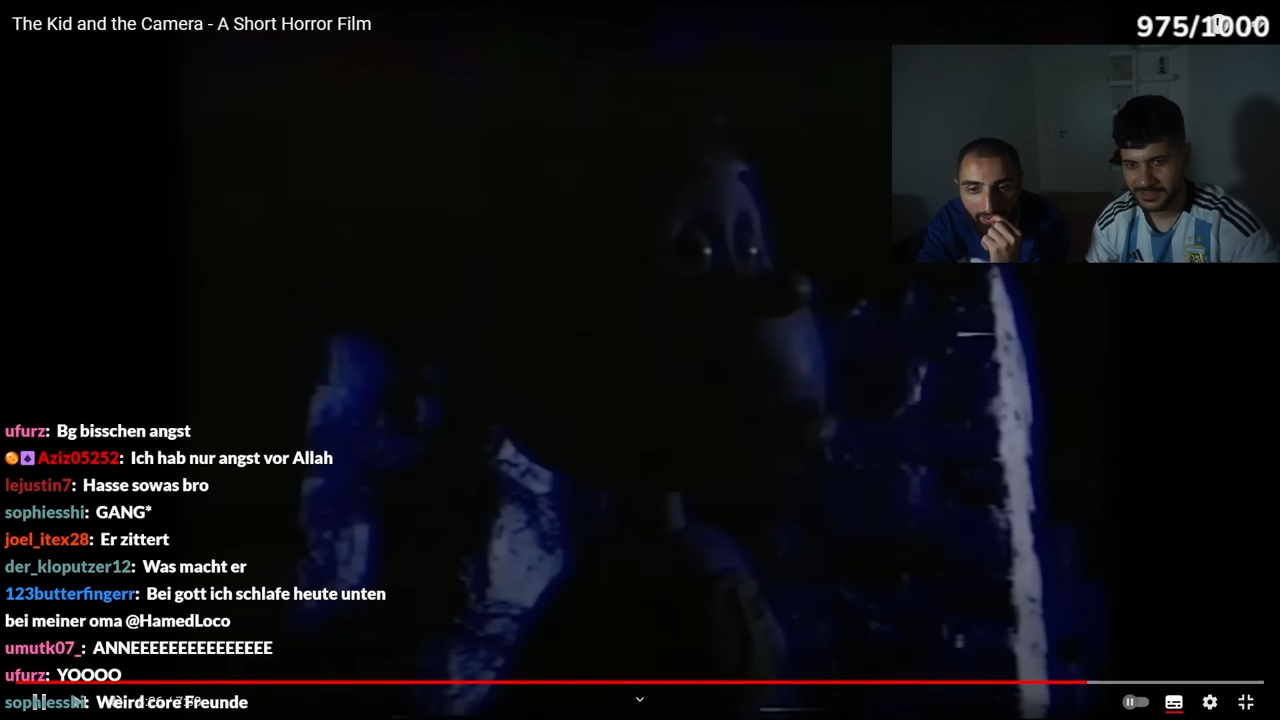 The Kid and the Camera - A Short Horror Film
975/1000
ufurz: Bg bisschen angst
Aziz05252: Ich hab nur angst vor Allah
lejustin7: Hasse sowas bro
sophiesshi: GANG*
joel_itex28: Er zittert
der_kloputzer12: Was macht er
123butterfingerr: Bei gott ich schlafe heute unten
bei meiner oma @HamedLoco
umutk07_: ANNEEEEEEEEEEEEEEE
ufurz: YOOOO
sophiesshi: Weird core Freunde